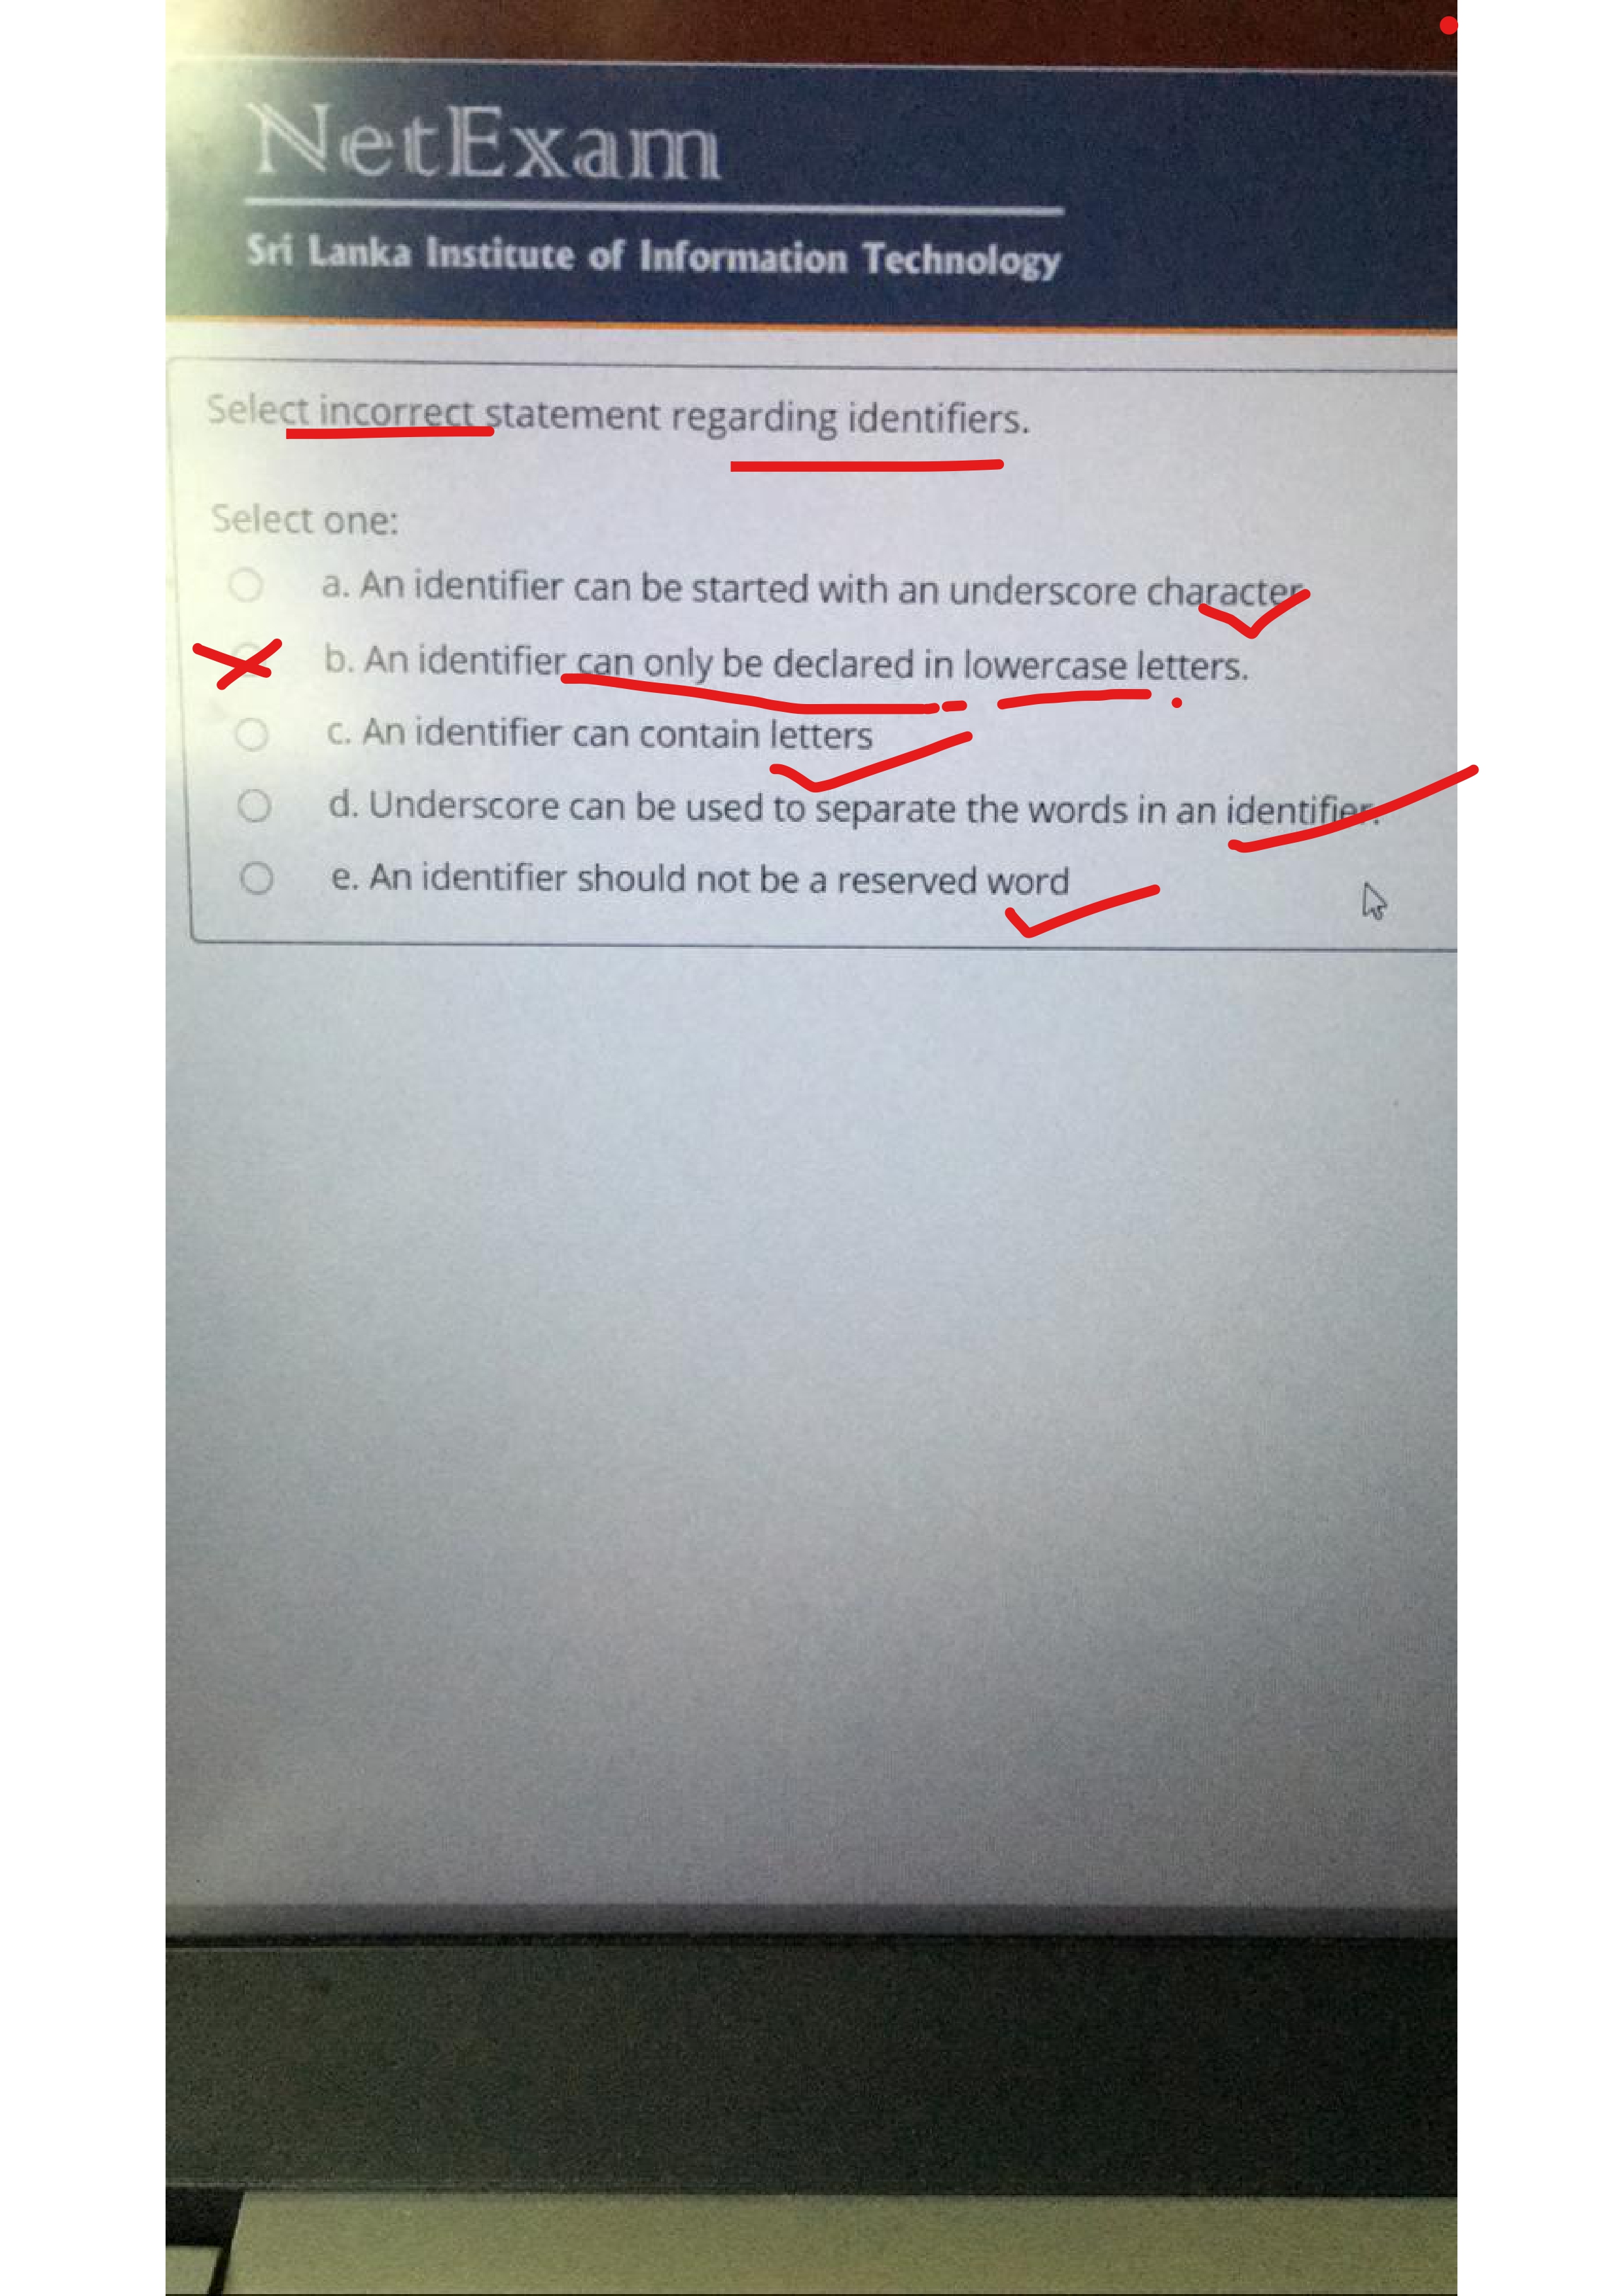 NetExam
Sri Lanka Institute of Information Technology
Select incorrect statement regarding identifiers.
Select one:
a. An identifier can be started with an underscore character
b. An identifier can only be declared in lowercase letters.
c. An identifier can contain letters
d. Underscore can be used to separate the words in an identifier.
e. An identifier should not be a reserved word